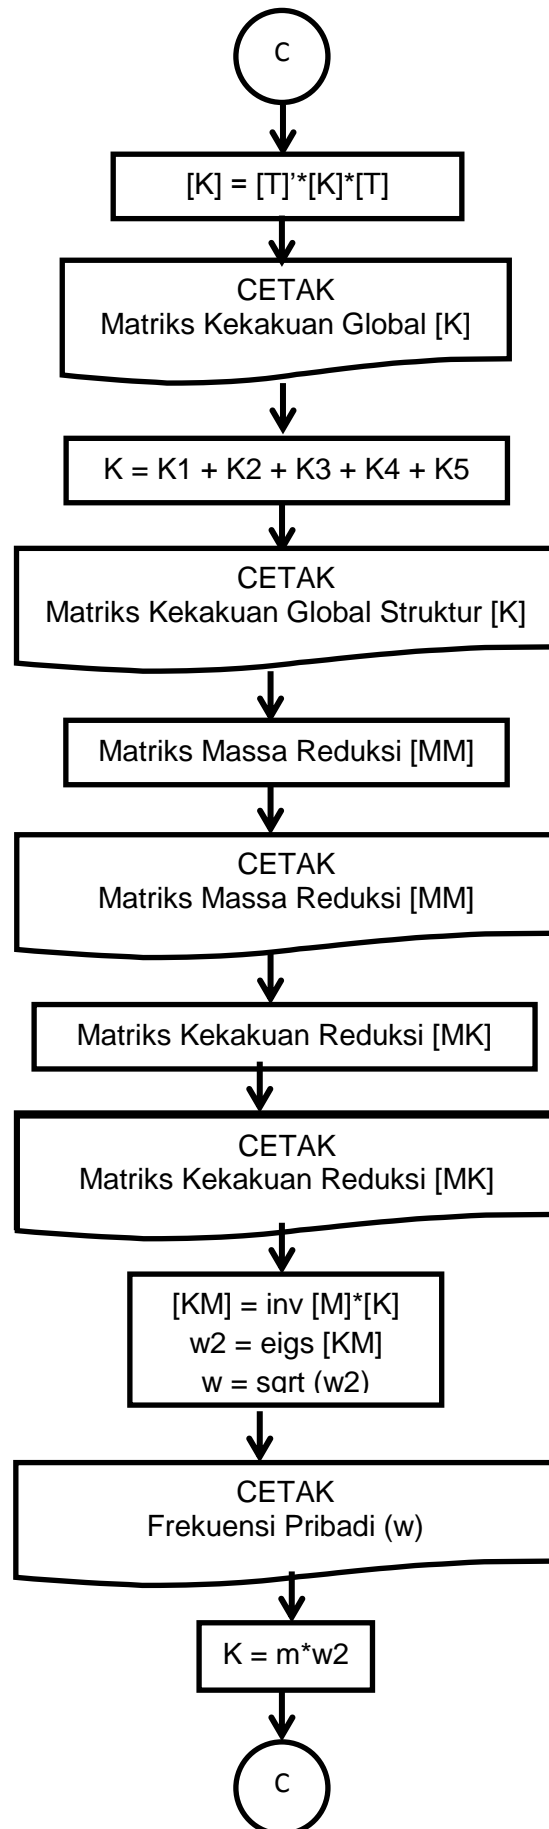 C
[K] = [T]’*[K]*[T]
CETAK
Matriks Kekakuan Global [K]
K = K1 + K2 + K3 + K4 + K5
CETAK
Matriks Kekakuan Global Struktur [K]
Matriks Massa Reduksi [MM]
CETAK
Matriks Massa Reduksi [MM]
Matriks Kekakuan Reduksi [MK]
CETAK
Matriks Kekakuan Reduksi [MK]
[KM] = inv [M]*[K]
w2 = eigs [KM]
w = sqrt (w2)
CETAK
Frekuensi Pribadi (w)
K = m*w2
C